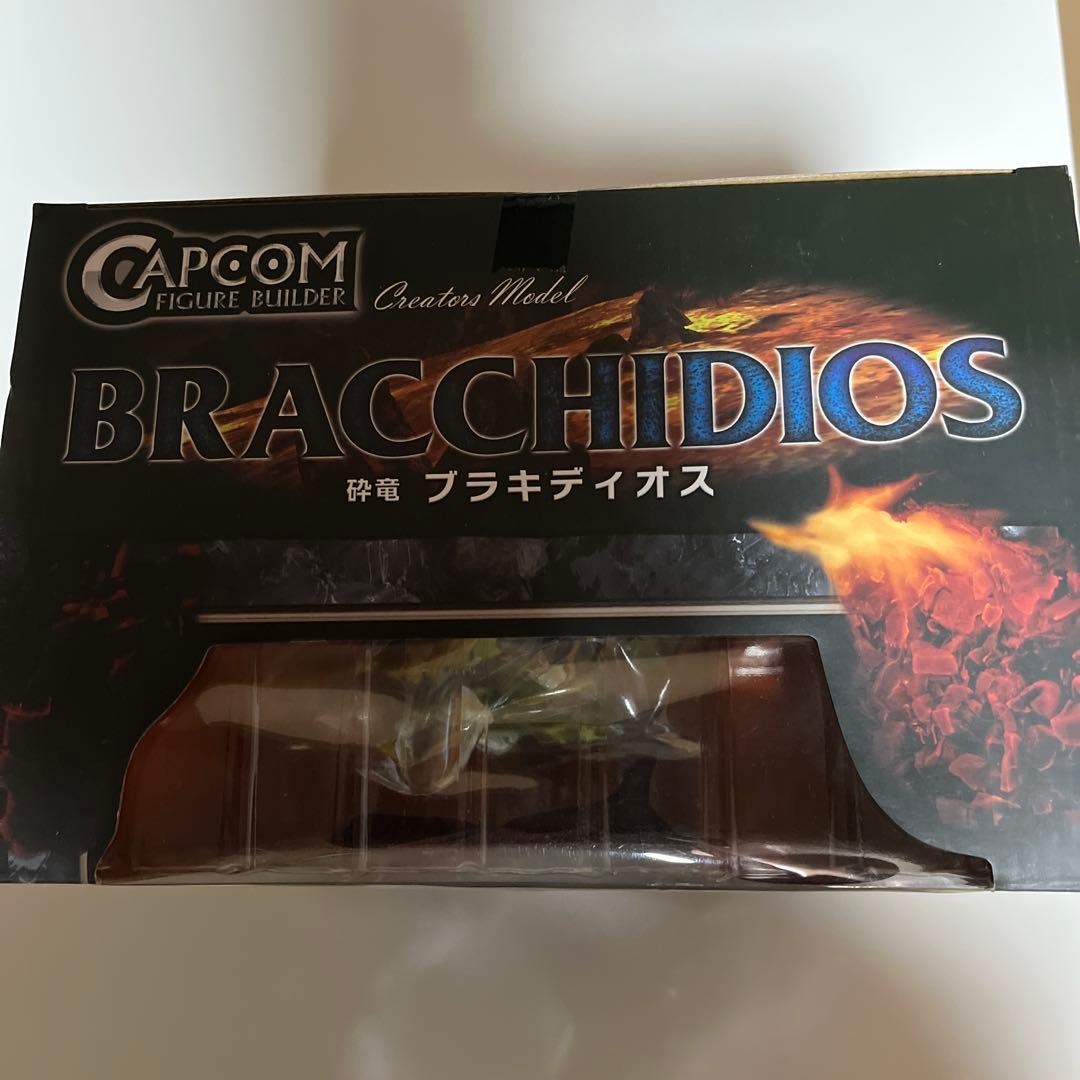 CAPCOM
FIGURE BUILDER
Creators Model
BRACCHIDIOS
砕竜 ブラキディオス